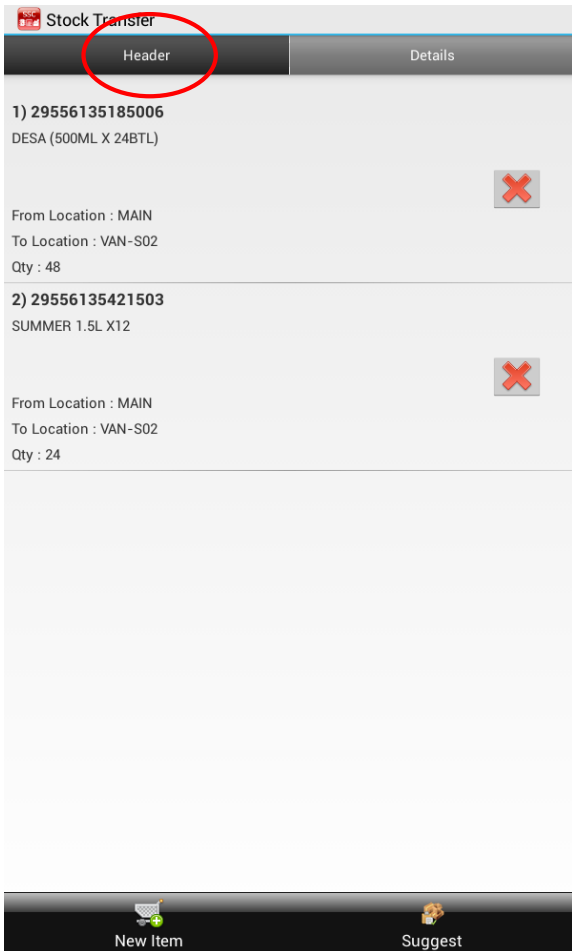 Stock Transfer
Header Details
1) 29556135185006
DESA (500ML X 24BTL)
From Location : MAIN
To Location : VAN-S02
Qty : 48
2) 29556135421503
SUMMER 1.5L X12
From Location : MAIN
To Location : VAN-S02
Qty : 24
New Item Suggest